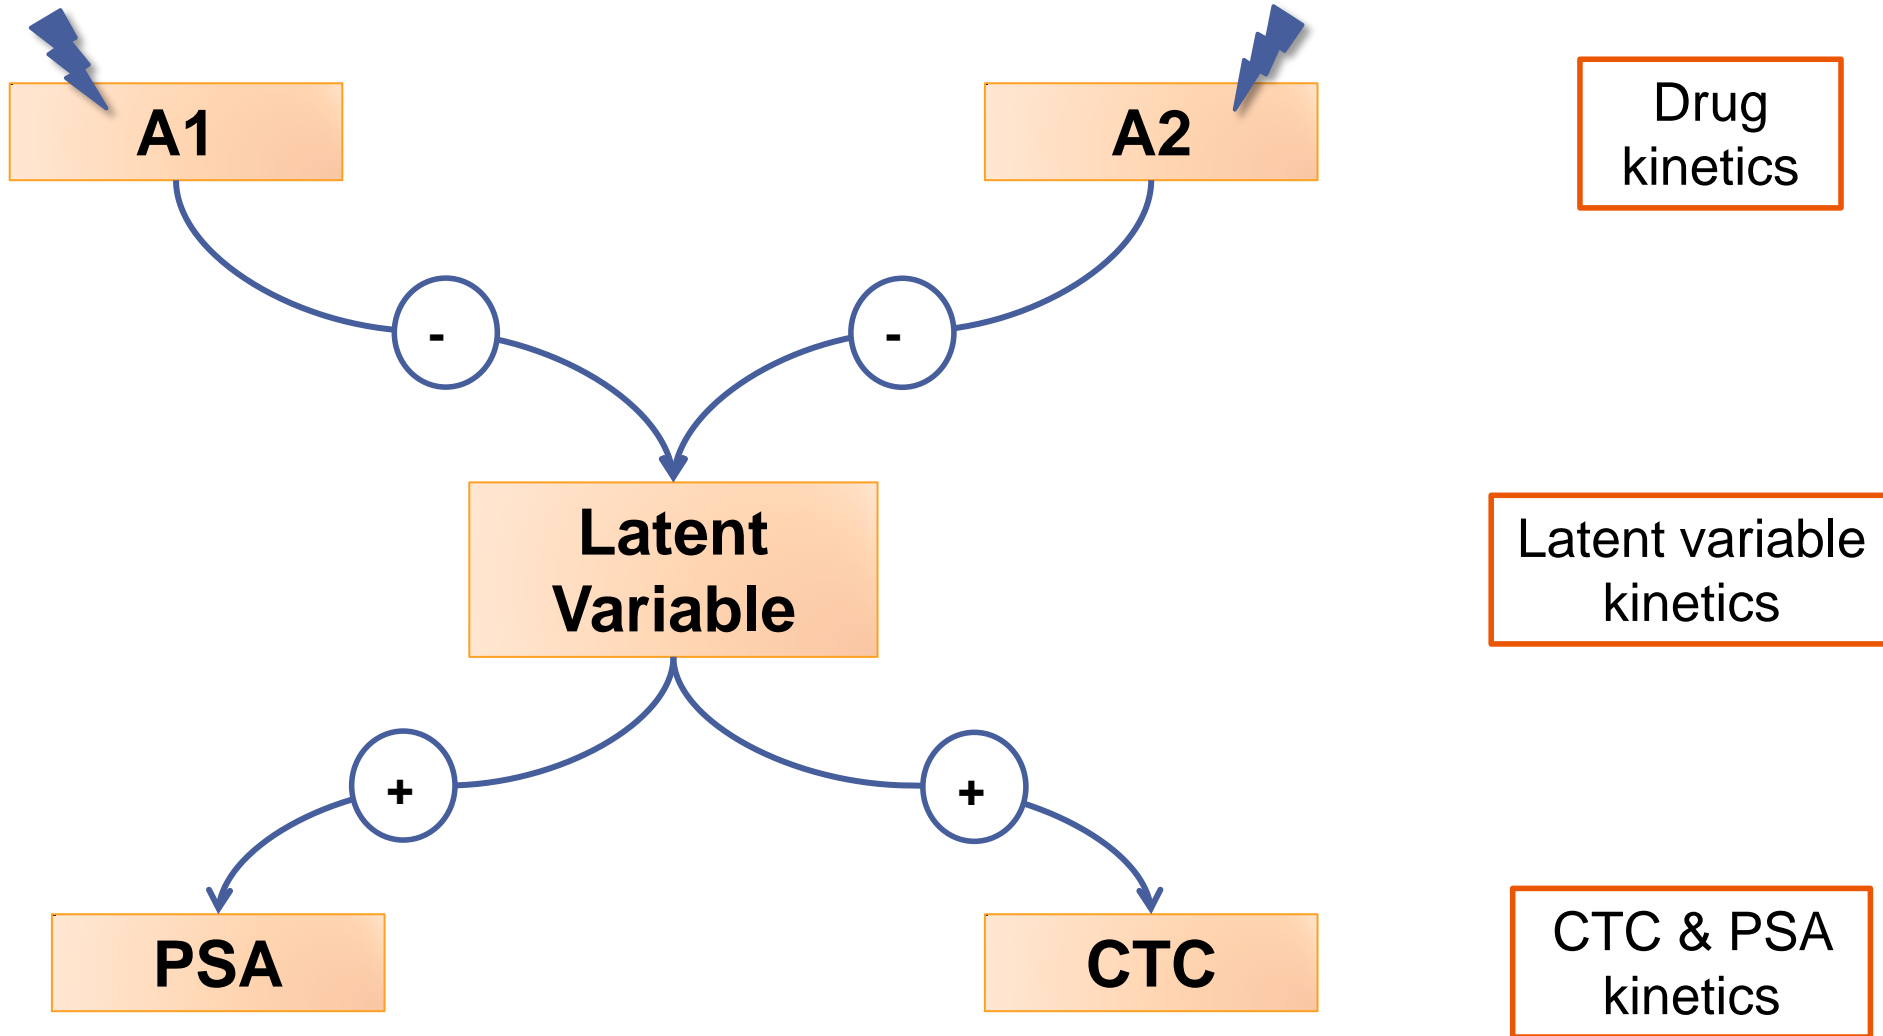 A1
A2
Drug
kinetics
-
-
Latent
Variable
Latent variable
kinetics
+
+
PSA
CTC
CTC & PSA
kinetics